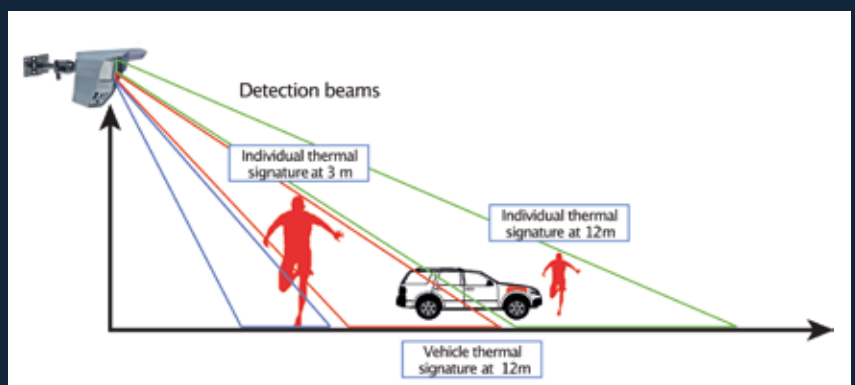 Detection beams
Individual thermal
signature at 3 m
Individual thermal
signature at 12m
Vehicle thermal
signature at 12m